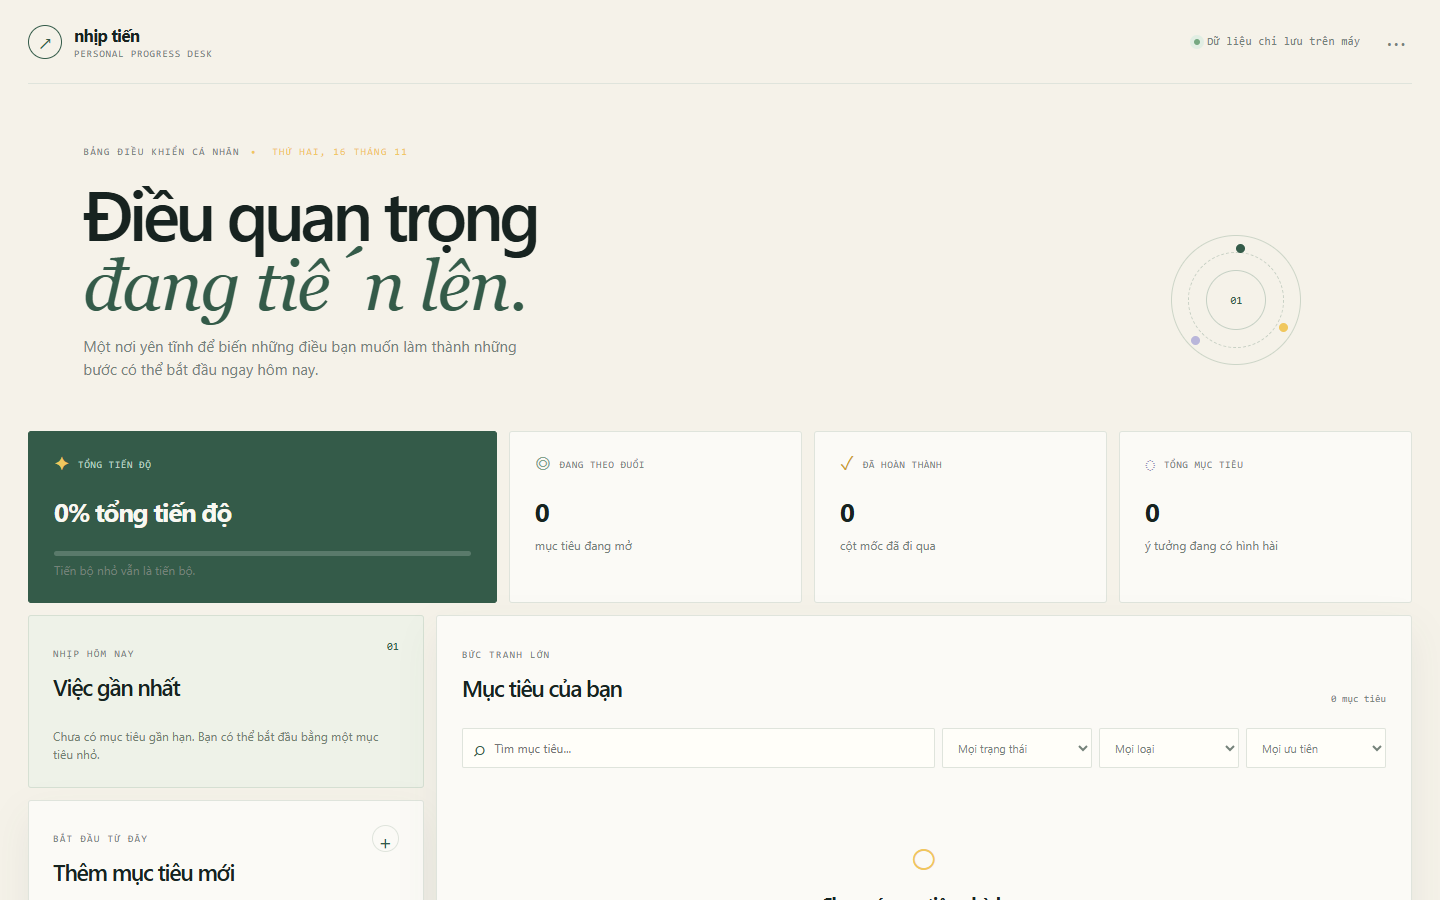 nhịp tiến
PERSONAL PROGRESS DESK
Dữ liệu chỉ lưu trên máy
BẢNG ĐIỀU KHIỂN CÁ NHÂN • THỨ HAI, 16 THÁNG 11
Điều quan trọng
đang tiến lên.
Một nơi yên tĩnh để biến những điều bạn muốn làm thành những
bước có thể bắt đầu ngay hôm nay.
01
TỔNG TIẾN ĐỘ
0% tổng tiến độ
Tiến bộ nhỏ vẫn là tiến bộ.
ĐANG THEO ĐUỔI
0
mục tiêu đang mở
ĐÃ HOÀN THÀNH
0
cột mốc đã đi qua
TỔNG MỤC TIÊU
0
ý tưởng đang có hình hài
NHỊP HÔM NAY
01
Việc gần nhất
Chưa có mục tiêu gần hạn. Bạn có thể bắt đầu bằng một mục
tiêu nhỏ.
BẮT ĐẦU TỪ ĐÂY
+
Thêm mục tiêu mới
BỨC TRANH LỚN
Mục tiêu của bạn
0 mục tiêu
Tìm mục tiêu...
Mọi trạng thái
Mọi loại
Mọi ưu tiên